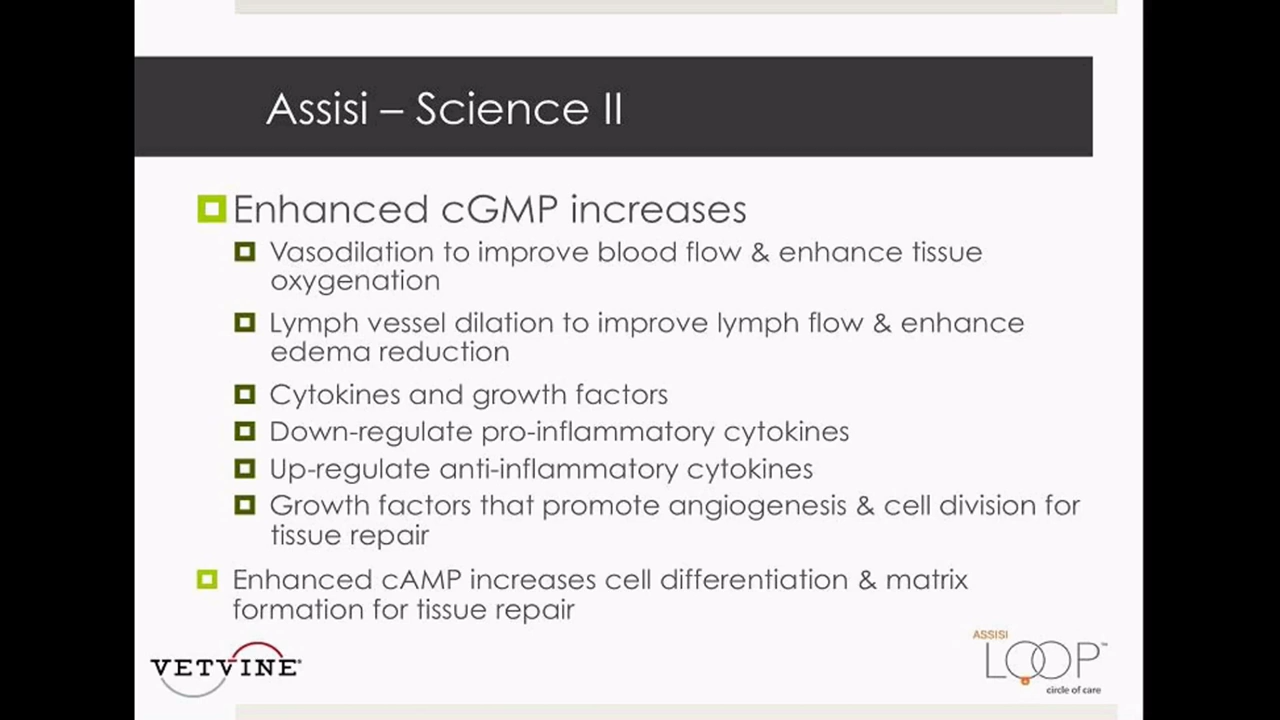 Assisi – Science II
Enhanced cGMP increases
Vasodilation to improve blood flow & enhance tissue
oxygenation
Lymph vessel dilation to improve lymph flow & enhance
edema reduction
Cytokines and growth factors
Down-regulate pro-inflammatory cytokines
Up-regulate anti-inflammatory cytokines
Growth factors that promote angiogenesis & cell division for
tissue repair
Enhanced cAMP increases cell differentiation & matrix
formation for tissue repair
VETVINE®
ASSISI
LOOP™
circle of care